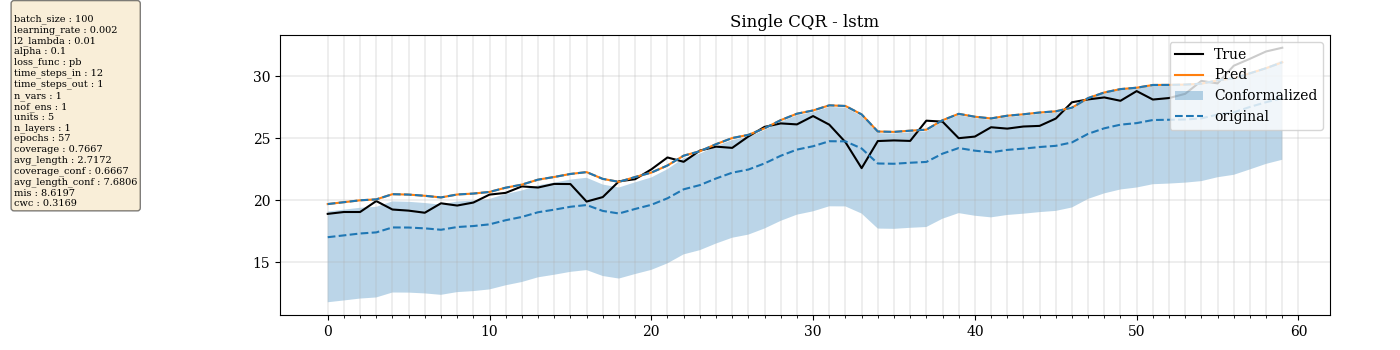 batch_size : 100
learning_rate : 0.002
l2_lambda : 0.01
alpha : 0.1
loss_func : pb
time_steps_in : 12
time_steps_out : 1
n_vars : 1
nof_ens : 1
units : 5
n_layers : 1
epochs : 57
coverage : 0.7667
avg_length : 2.7172
coverage_conf : 0.6667
avg_length_conf : 7.6806
mis : 8.6197
cwc : 0.3169
Single CQR - lstm
30
25
20
15
0 10 20 30 40 50 60
True
Pred
Conformalized
original